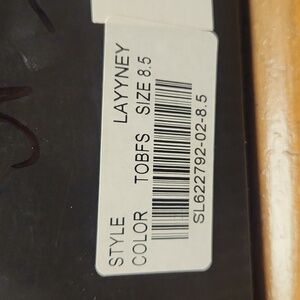 STYLE LAYYNEY
COLOR TOBFS SIZE 8.5
SL622792-02-8.5